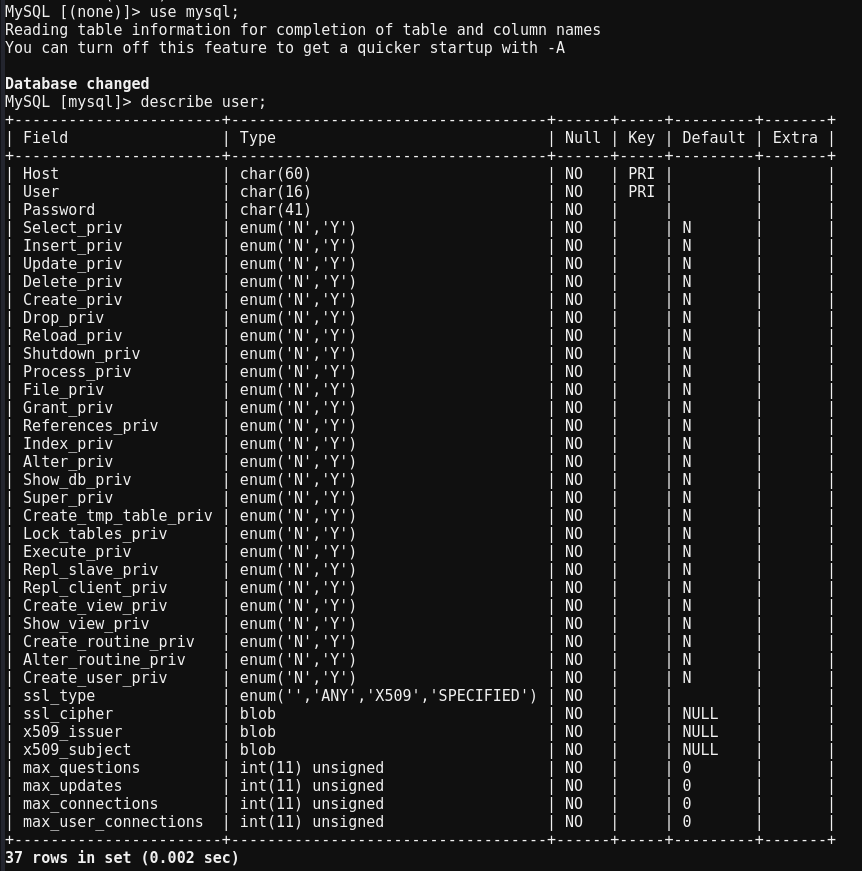 MySQL [(none)]> use mysql;
Reading table information for completion of table and column names
You can turn off this feature to get a quicker startup with -A
Database changed
MySQL [mysql]> describe user;
+-----------------------+-----------------------------------+------+-----+---------+-------+
| Field                 | Type                              | Null | Key | Default | Extra |
+-----------------------+-----------------------------------+------+-----+---------+-------+
| Host                  | char(60)                          | NO   | PRI |         |       |
| User                  | char(16)                          | NO   | PRI |         |       |
| Password              | char(41)                          | NO   |     |         |       |
| Select_priv           | enum('N','Y')                     | NO   |     | N       |       |
| Insert_priv           | enum('N','Y')                     | NO   |     | N       |       |
| Update_priv           | enum('N','Y')                     | NO   |     | N       |       |
| Delete_priv           | enum('N','Y')                     | NO   |     | N       |       |
| Create_priv           | enum('N','Y')                     | NO   |     | N       |       |
| Drop_priv             | enum('N','Y')                     | NO   |     | N       |       |
| Reload_priv           | enum('N','Y')                     | NO   |     | N       |       |
| Shutdown_priv         | enum('N','Y')                     | NO   |     | N       |       |
| Process_priv          | enum('N','Y')                     | NO   |     | N       |       |
| File_priv             | enum('N','Y')                     | NO   |     | N       |       |
| Grant_priv            | enum('N','Y')                     | NO   |     | N       |       |
| References_priv       | enum('N','Y')                     | NO   |     | N       |       |
| Index_priv            | enum('N','Y')                     | NO   |     | N       |       |
| Alter_priv            | enum('N','Y')                     | NO   |     | N       |       |
| Show_db_priv          | enum('N','Y')                     | NO   |     | N       |       |
| Super_priv            | enum('N','Y')                     | NO   |     | N       |       |
| Create_tmp_table_priv | enum('N','Y')                     | NO   |     | N       |       |
| Lock_tables_priv      | enum('N','Y')                     | NO   |     | N       |       |
| Execute_priv          | enum('N','Y')                     | NO   |     | N       |       |
| Repl_slave_priv       | enum('N','Y')                     | NO   |     | N       |       |
| Repl_client_priv      | enum('N','Y')                     | NO   |     | N       |       |
| Create_view_priv      | enum('N','Y')                     | NO   |     | N       |       |
| Show_view_priv        | enum('N','Y')                     | NO   |     | N       |       |
| Create_routine_priv   | enum('N','Y')                     | NO   |     | N       |       |
| Alter_routine_priv    | enum('N','Y')                     | NO   |     | N       |       |
| Create_user_priv      | enum('N','Y')                     | NO   |     | N       |       |
| ssl_type              | enum('','ANY','X509','SPECIFIED') | NO   |     |         |       |
| ssl_cipher            | blob                              | NO   |     | NULL    |       |
| x509_issuer           | blob                              | NO   |     | NULL    |       |
| x509_subject          | blob                              | NO   |     | NULL    |       |
| max_questions         | int(11) unsigned                  | NO   |     | 0       |       |
| max_updates           | int(11) unsigned                  | NO   |     | 0       |       |
| max_connections       | int(11) unsigned                  | NO   |     | 0       |       |
| max_user_connections  | int(11) unsigned                  | NO   |     | 0       |       |
+-----------------------+-----------------------------------+------+-----+---------+-------+
37 rows in set (0.002 sec)